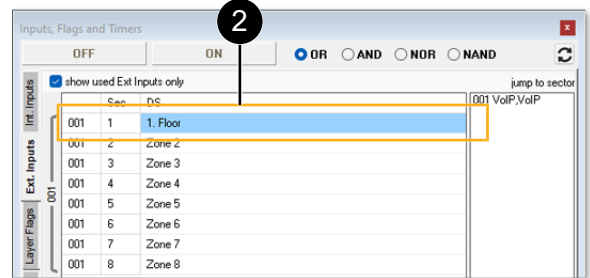 2
Inputs, Flags and Timers
x
OFF ON OR AND NOR NAND
show used Ext Inputs only jump to sector
Sec DS 001 VoIP,VoIP
001 1 1. Floor
001 2 Zone 2
001 3 Zone 3
001 4 Zone 4
001 5 Zone 5
001 6 Zone 6
001 7 Zone 7
001 8 Zone 8
001
Int. Inputs
Ext. Inputs
Layer Flags